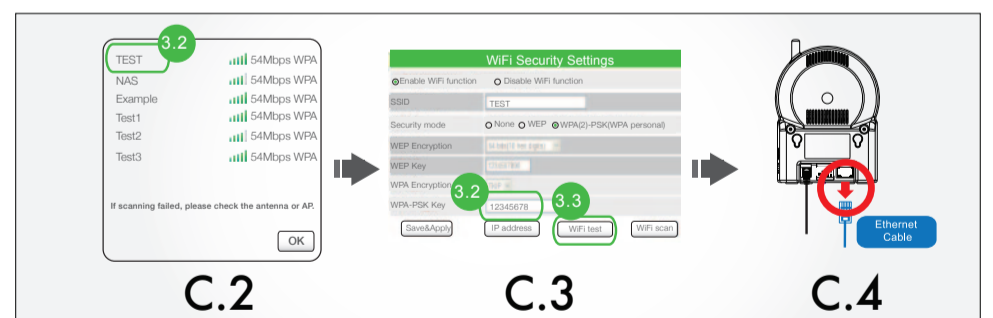 3.2
TEST 54Mbps WPA
NAS 54Mbps WPA
Example 54Mbps WPA
Test1 54Mbps WPA
Test2 54Mbps WPA
Test3 54Mbps WPA
If scanning failed, please check the antenna or AP.
OK
C.2
WiFi Security Settings
Enable WiFi function Disable WiFi function
SSID TEST
Security mode None WEP WPA(2)-PSK(WPA personal)
WEP Encryption
WEP Key
WPA Encryption
3.2
3.3
WPA-PSK Key 12345678
Save&Apply IP address WiFi test WiFi scan
C.3
Ethernet
Cable
C.4